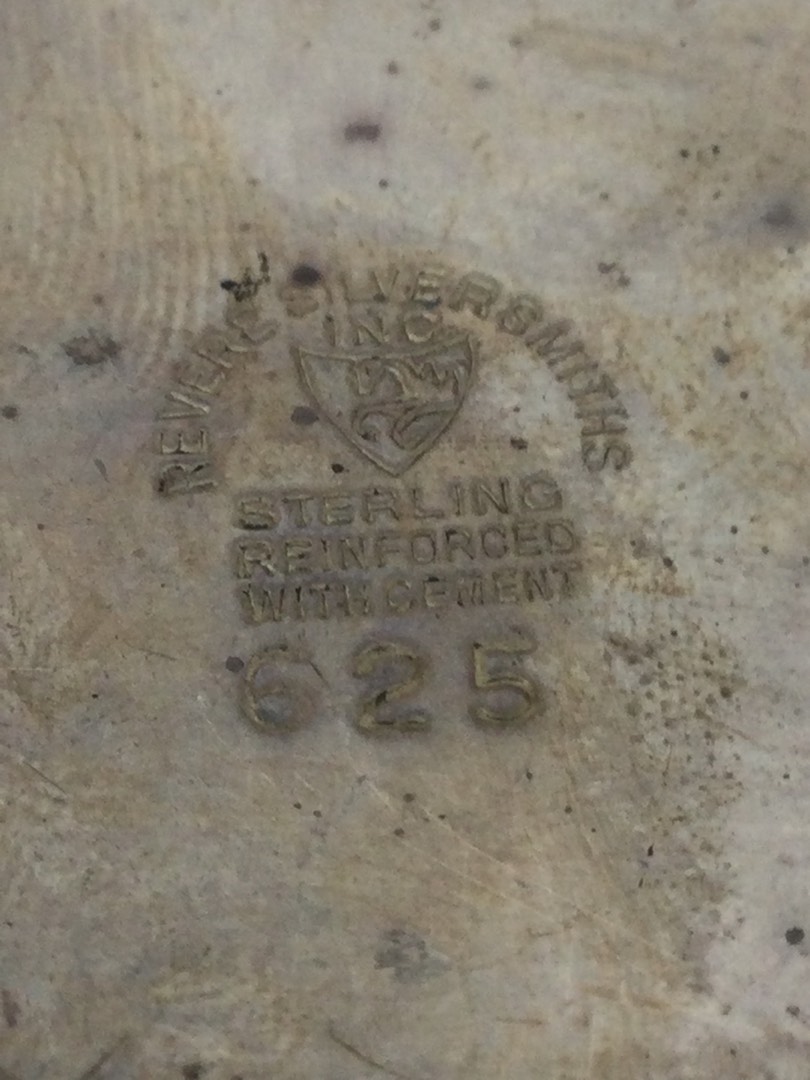 REVERE SILVERSMITHS
INC
STERLING
REINFORCED
WITH CEMENT
625